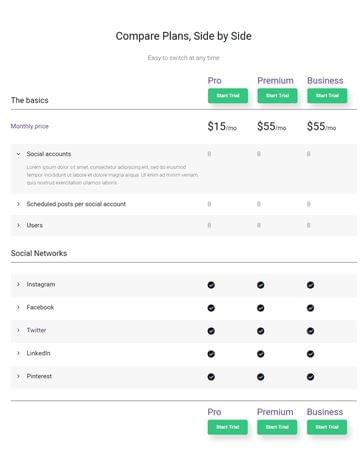 Compare Plans, Side by Side
Easy to switch at any time
Pro Premium Business
Start Trial Start Trial Start Trial
The basics
Monthly price $15/mo $55/mo $55/mo
Social accounts 8 8 8
Lorem ipsum dolor sit amet, consectetur adipiscing elit, sed do eiusmod
tempor incididunt ut labore et dolore magna aliqua. Ut enim ad minim veniam,
quis nostrud exercitation ullamco laboris.
Scheduled posts per social account 8 8 8
Users 8 8 8
Social Networks
Instagram
Facebook
Twitter
LinkedIn
Pinterest
Pro Premium Business
Start Trial Start Trial Start Trial